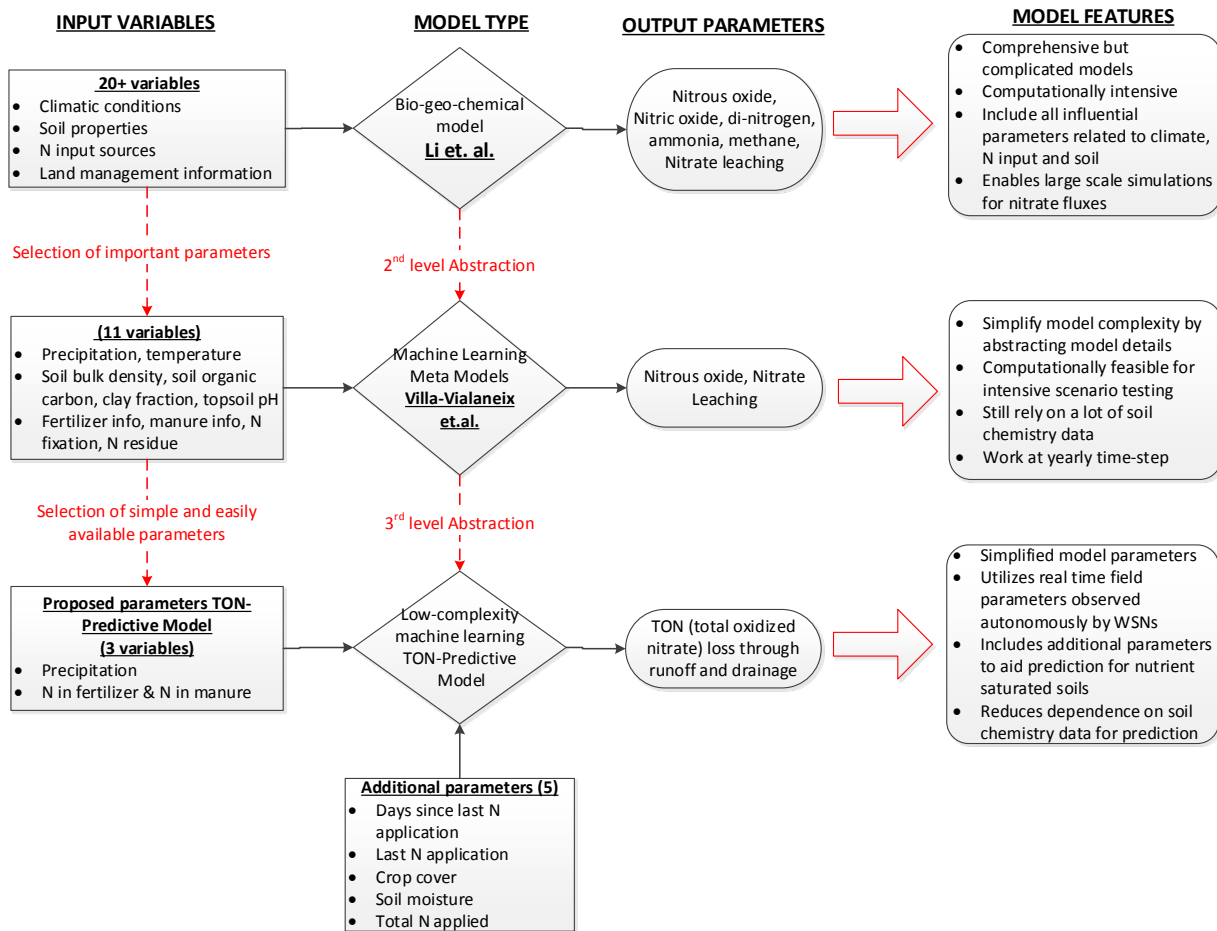 INPUT VARIABLES
MODEL TYPE
OUTPUT PARAMETERS
MODEL FEATURES
20+ variables
• Climatic conditions
• Soil properties
• N input sources
• Land management information
Bio-geo-chemical
model
Li et. al.
Nitrous oxide,
Nitric oxide, di-nitrogen,
ammonia, methane,
Nitrate leaching
• Comprehensive but
complicated models
• Computationally intensive
• Include all influential
parameters related to climate,
N input and soil
• Enables large scale simulations
for nitrate fluxes
Selection of important parameters
2nd level Abstraction
(11 variables)
• Precipitation, temperature
• Soil bulk density, soil organic
carbon, clay fraction, topsoil pH
• Fertilizer info, manure info, N
fixation, N residue
Machine Learning
Meta Models
Villa-Vialaneix
et.al.
Nitrous oxide, Nitrate
Leaching
• Simplify model complexity by
abstracting model details
• Computationally feasible for
intensive scenario testing
• Still rely on a lot of soil
chemistry data
• Work at yearly time-step
Selection of simple and easily
available parameters
3rd level Abstraction
Proposed parameters TON-
Predictive Model
(3 variables)
• Precipitation
• N in fertilizer & N in manure
Low-complexity
machine learning
TON-Predictive
Model
TON (total oxidized
nitrate) loss through
runoff and drainage
• Simplified model parameters
• Utilizes real time field
parameters observed
autonomously by WSNs
• Includes additional parameters
to aid prediction for nutrient
saturated soils
• Reduces dependence on soil
chemistry data for prediction
Additional parameters (5)
• Days since last N
application
• Last N application
• Crop cover
• Soil moisture
• Total N applied